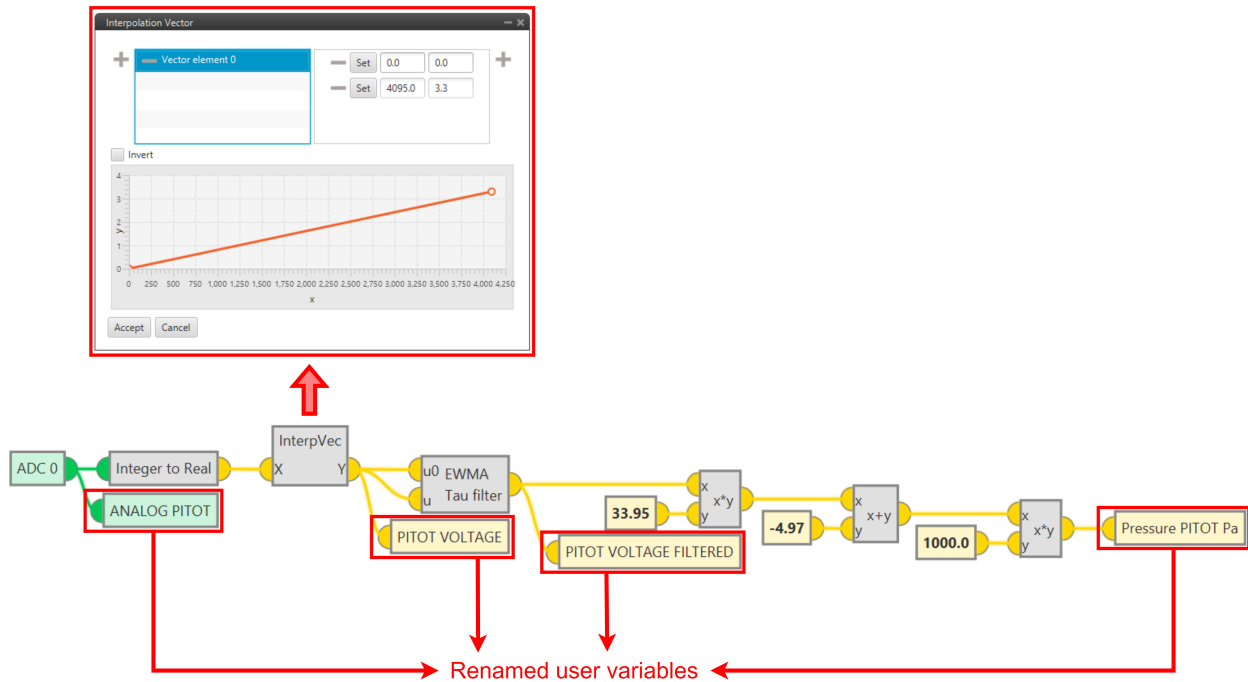 Interpolation Vector
Vector element 0
Set 0.0 0.0
Set 4095.0 3.3
Invert
4
3
2
1
0
y
0 250 500 750 1,000 1,250 1,500 1,750 2,000 2,250 2,500 2,750 3,000 3,250 3,500 3,750 4,000 4,250
x
Accept Cancel
InterpVec
X Y
ADC 0
Integer to Real
ANALOG PITOT
u0 EWMA
u Tau filter
PITOT VOLTAGE
PITOT VOLTAGE FILTERED
33.95
x
x*y
y
-4.97
x
x+y
y
1000.0
x
x*y
y
Pressure PITOT Pa
Renamed user variables